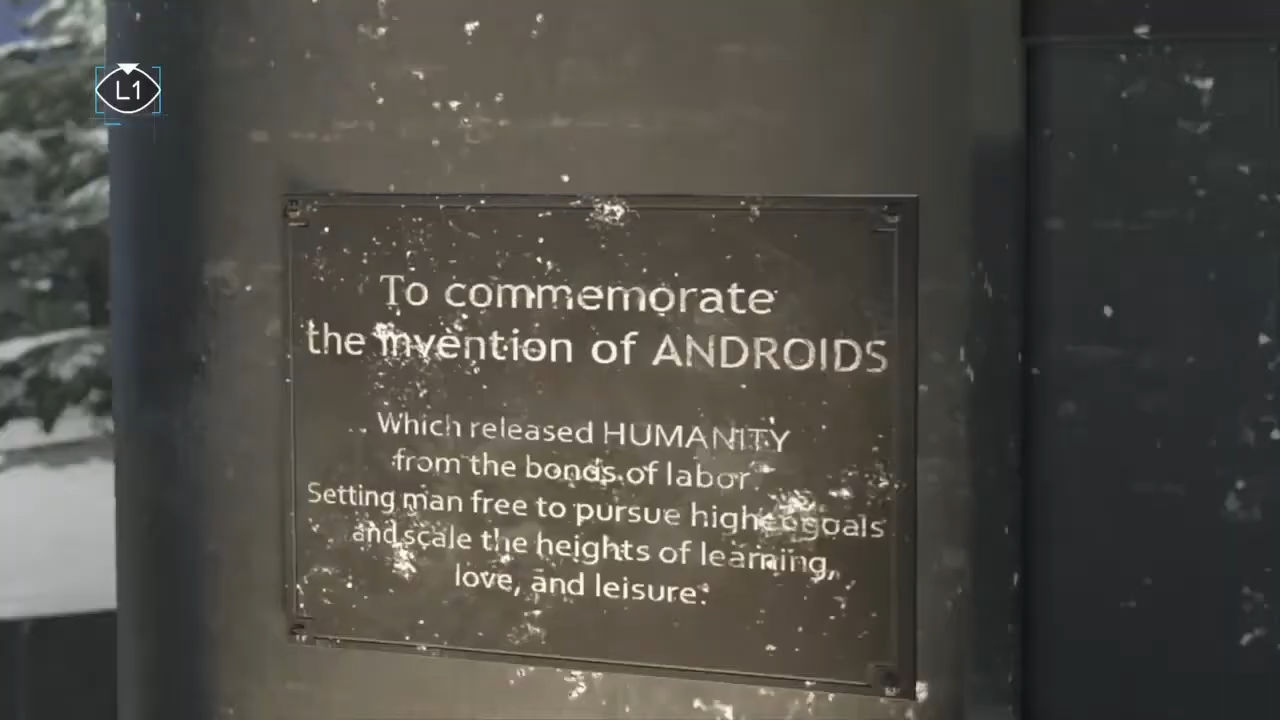 L1
To commemorate
the invention of ANDROIDS
Which released HUMANITY
from the bonds of labor
Setting man free to pursue higher goals
and scale the heights of learning,
love, and leisure.